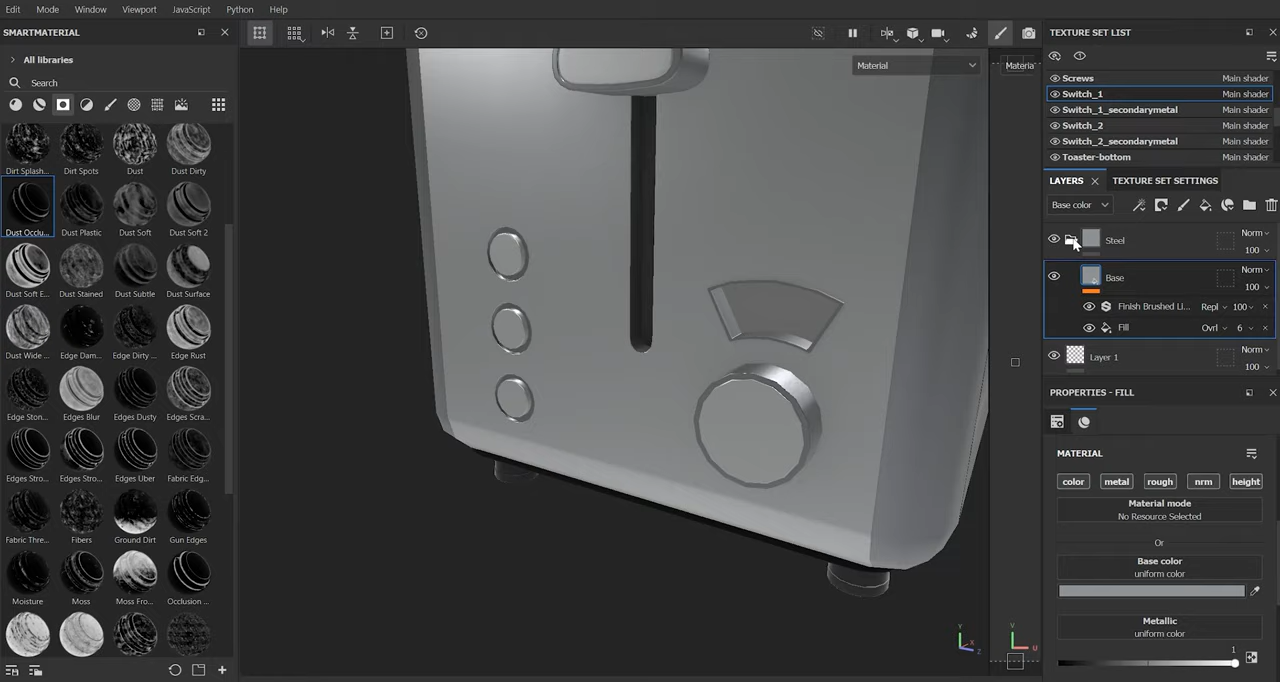 Edit Mode Window Viewport JavaScript Python Help
SMARTMATERIAL
All libraries
Search
Dirt Splash... Dirt Spots Dust Dust Dirty
Dust Occlu... Dust Plastic Dust Soft Dust Soft 2
Dust Soft E... Dust Stained Dust Subtle Dust Surface
Dust Wide ... Edge Dam... Edge Dirty ... Edge Rust
Edge Ston... Edges Blur Edges Dusty Edges Scra...
Edges Stro... Edges Stro... Edges Uber Fabric Edg...
Fabric Thre... Fibers Ground Dirt Gun Edges
Moisture Moss Moss Fro... Occlusion ...
Material
Materia
Y
X
Z
V
U
TEXTURE SET LIST
Screws Main shader
Switch_1 Main shader
Switch_1_secondarymetal Main shader
Switch_2 Main shader
Switch_2_secondarymetal Main shader
Toaster-bottom Main shader
LAYERS TEXTURE SET SETTINGS
Base color
Steel Norm 100
Base Norm 100
Finish Brushed LI... Repl 100
Fill Ovrl 6
Layer 1 Norm 100
PROPERTIES - FILL
MATERIAL
color metal rough nrm height
Material mode
No Resource Selected
Or
Base color
uniform color
Metallic
uniform color
1